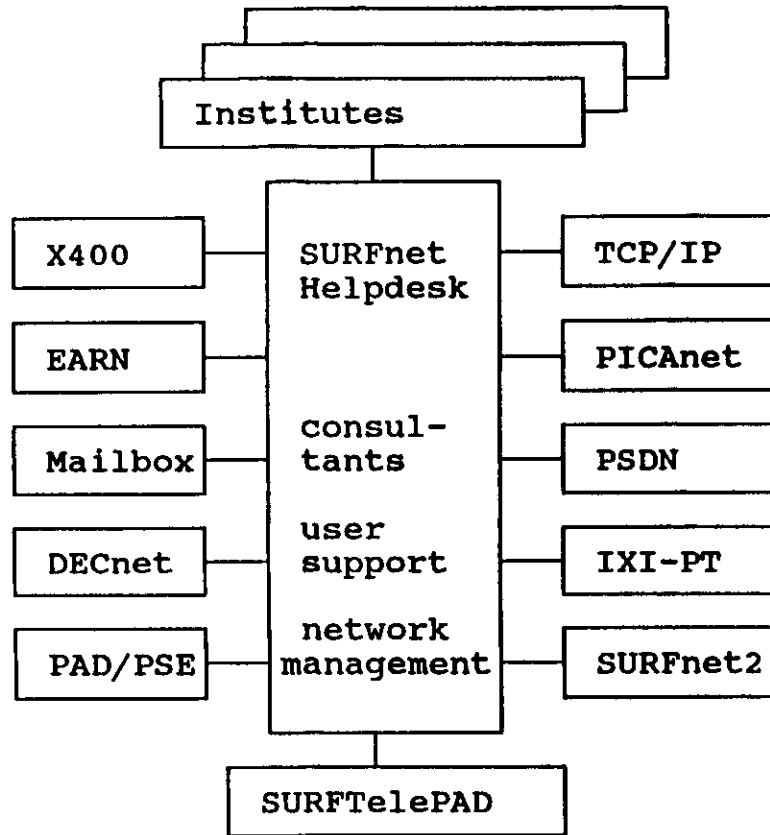 Institutes
X400
SURFnet
Helpdesk
TCP/IP
EARN
PICAnet
Mailbox
consul-
tants
PSDN
DECnet
user
support
IXI-PT
PAD/PSE
network
management
SURFnet2
SURFTelePAD